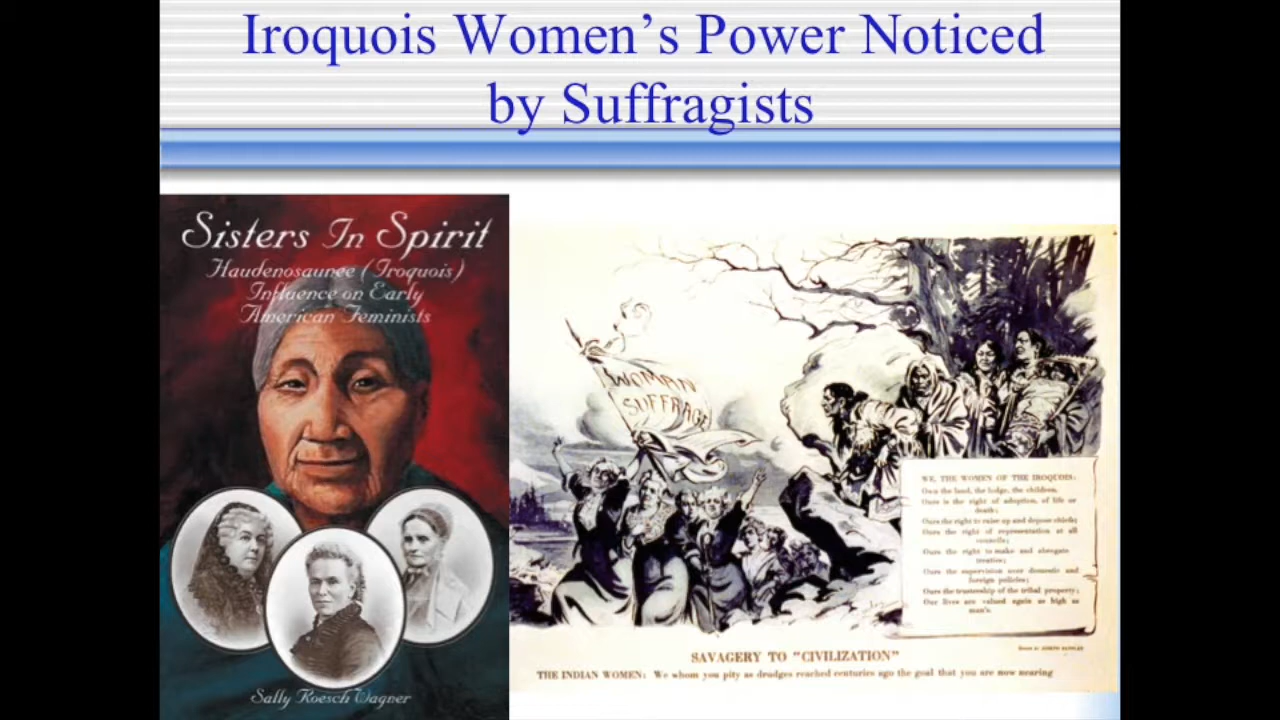 Iroquois Women's Power Noticed
by Suffragists
Sisters In Spirit
Haudenosaunee (Iroquois)
Influence on Early
American Feminists
Sally Roesch Wagner
WOMAN
SUFFRAGE
WE, THE WOMEN OF THE IROQUOIS:
Own the land, the lodge, the children,
Ours is the right of adoption, of life or
death;
Ours the right to raise up and depose chiefs;
Ours the right of representation at all
councils;
Ours the right to make and abrogate
treaties;
Ours the supervision over domestic and
foreign policies;
Ours the trusteeship of the tribal property;
Our lives are valued again as high as
man's.
Drawn by JOSEPH KEPPLER
SAVAGERY TO "CIVILIZATION"
THE INDIAN WOMEN: We whom you pity as drudges reached centuries ago the goal that you are now nearing